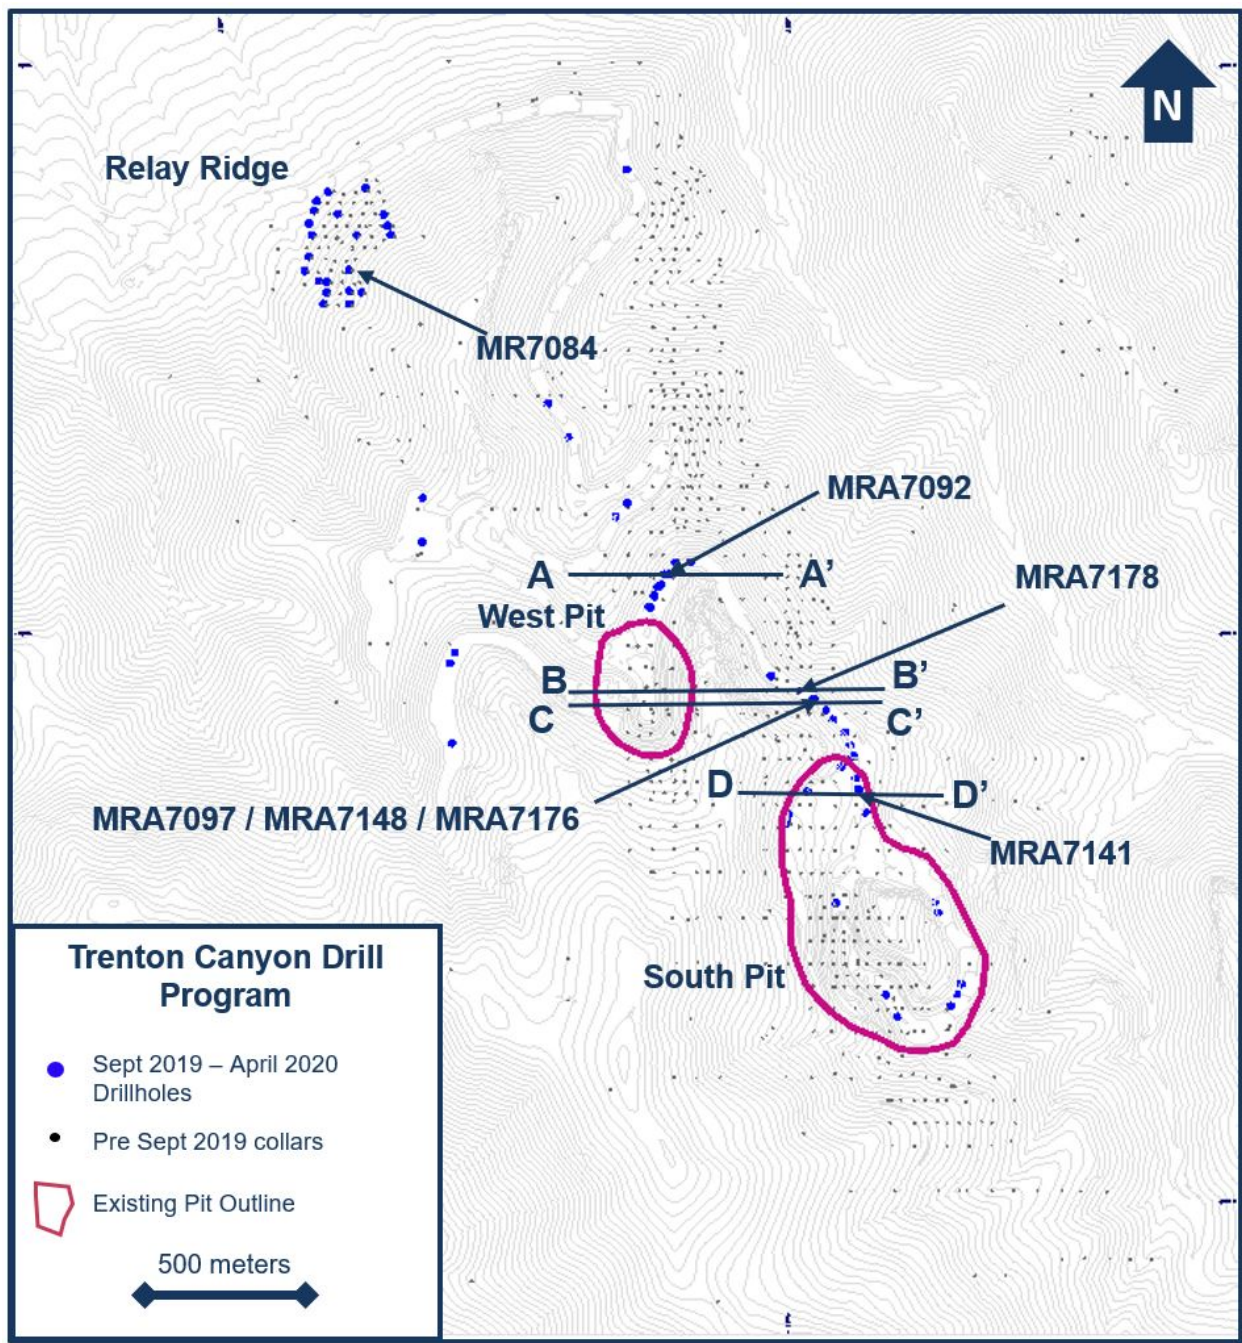 N
Relay Ridge
MR7084
MRA7092
A
A'
MRA7178
West Pit
B
B'
C
C'
D
D'
MRA7097 / MRA7148 / MRA7176
MRA7141
South Pit
Trenton Canyon Drill
Program
Sept 2019 – April 2020
Drillholes
Pre Sept 2019 collars
Existing Pit Outline
500 meters